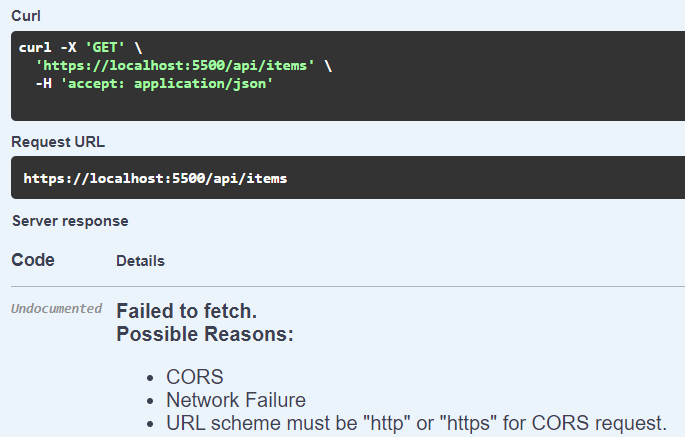 Curl
curl -X 'GET' \
'https://localhost:5500/api/items' \
-H 'accept: application/json'
Request URL
https://localhost:5500/api/items
Server response
Code Details
Undocumented Failed to fetch.
Possible Reasons:
• CORS
• Network Failure
• URL scheme must be "http" or "https" for CORS request.